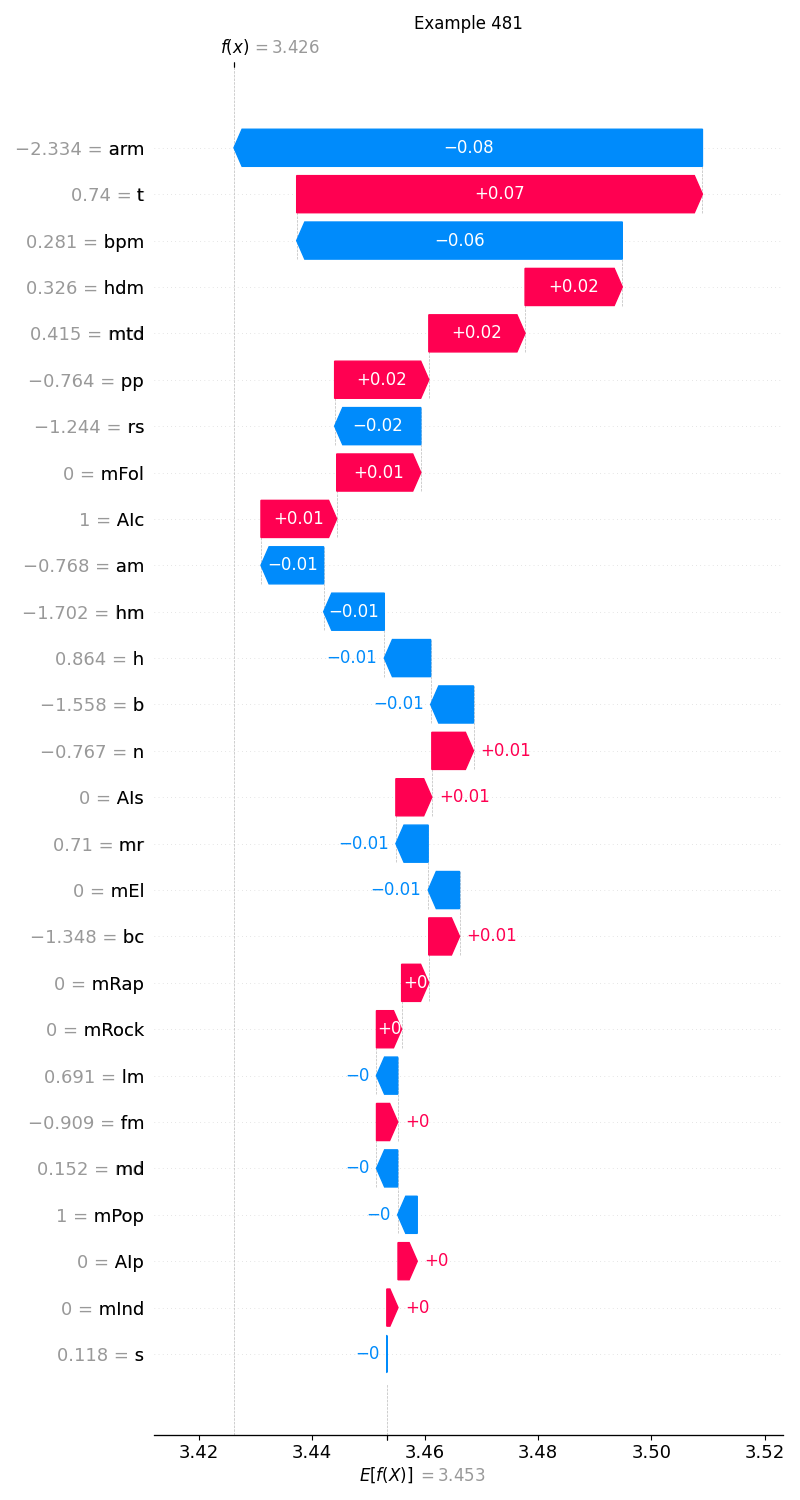 Example 481
f(x) = 3.426
−2.334 = arm −0.08
0.74 = t +0.07
0.281 = bpm −0.06
0.326 = hdm +0.02
0.415 = mtd +0.02
−0.764 = pp +0.02
−1.244 = rs −0.02
0 = mFol +0.01
1 = AIc +0.01
−0.768 = am −0.01
−1.702 = hm −0.01
0.864 = h −0.01
−1.558 = b −0.01
−0.767 = n +0.01
0 = AIs +0.01
0.71 = mr −0.01
0 = mEl −0.01
−1.348 = bc +0.01
0 = mRap +0
0 = mRock +0
0.691 = lm −0
−0.909 = fm +0
0.152 = md −0
1 = mPop −0
0 = AIp +0
0 = mInd +0
0.118 = s −0
3.42 3.44 3.46 3.48 3.50 3.52
E[f(X)] = 3.453